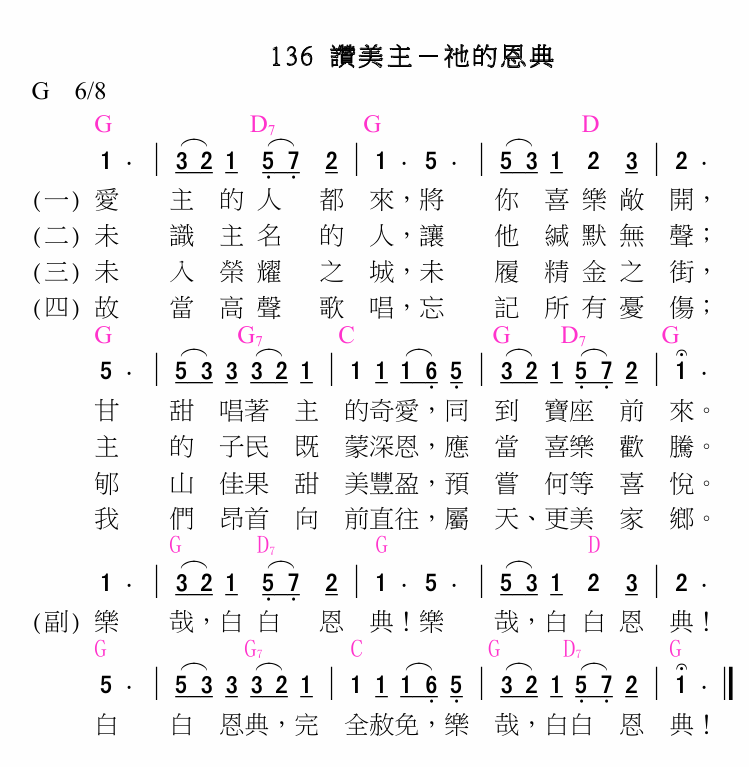 136 讚美主－祂的恩典
G 6/8
G D7 G D
1 · | 3 2 1 5 7 2 | 1 · 5 · | 5 3 1 2 3 | 2 ·
(一) 愛 主 的 人 都 來，將 你 喜 樂 敞 開，
(二) 未 識 主 名 的 人，讓 他 緘 默 無 聲；
(三) 未 入 榮 耀 之 城，未 履 精 金 之 街，
(四) 故 當 高 聲 歌 唱，忘 記 所 有 憂 傷；
G G7 C G D7 G
5 · | 5 3 3 3 2 1 | 1 1 1 6 5 | 3 2 1 5 7 2 | 1 ·
甘 甜 唱著 主 的奇愛，同 到 寶座 前 來。
主 的 子民 既 蒙深恩，應 當 喜樂 歡 騰。
郇 山 佳果 甜 美豐盈，預 嘗 何等 喜 悅。
我 們 昂首 向 前直往，屬 天、更美 家 鄉。
G D7 G D
1 · | 3 2 1 5 7 2 | 1 · 5 · | 5 3 1 2 3 | 2 ·
(副) 樂 哉，白 白 恩 典！樂 哉，白 白 恩 典！
G G7 C G D7 G
5 · | 5 3 3 3 2 1 | 1 1 1 6 5 | 3 2 1 5 7 2 | 1 · ‖
白 白 恩典，完 全赦免，樂 哉，白白 恩 典！